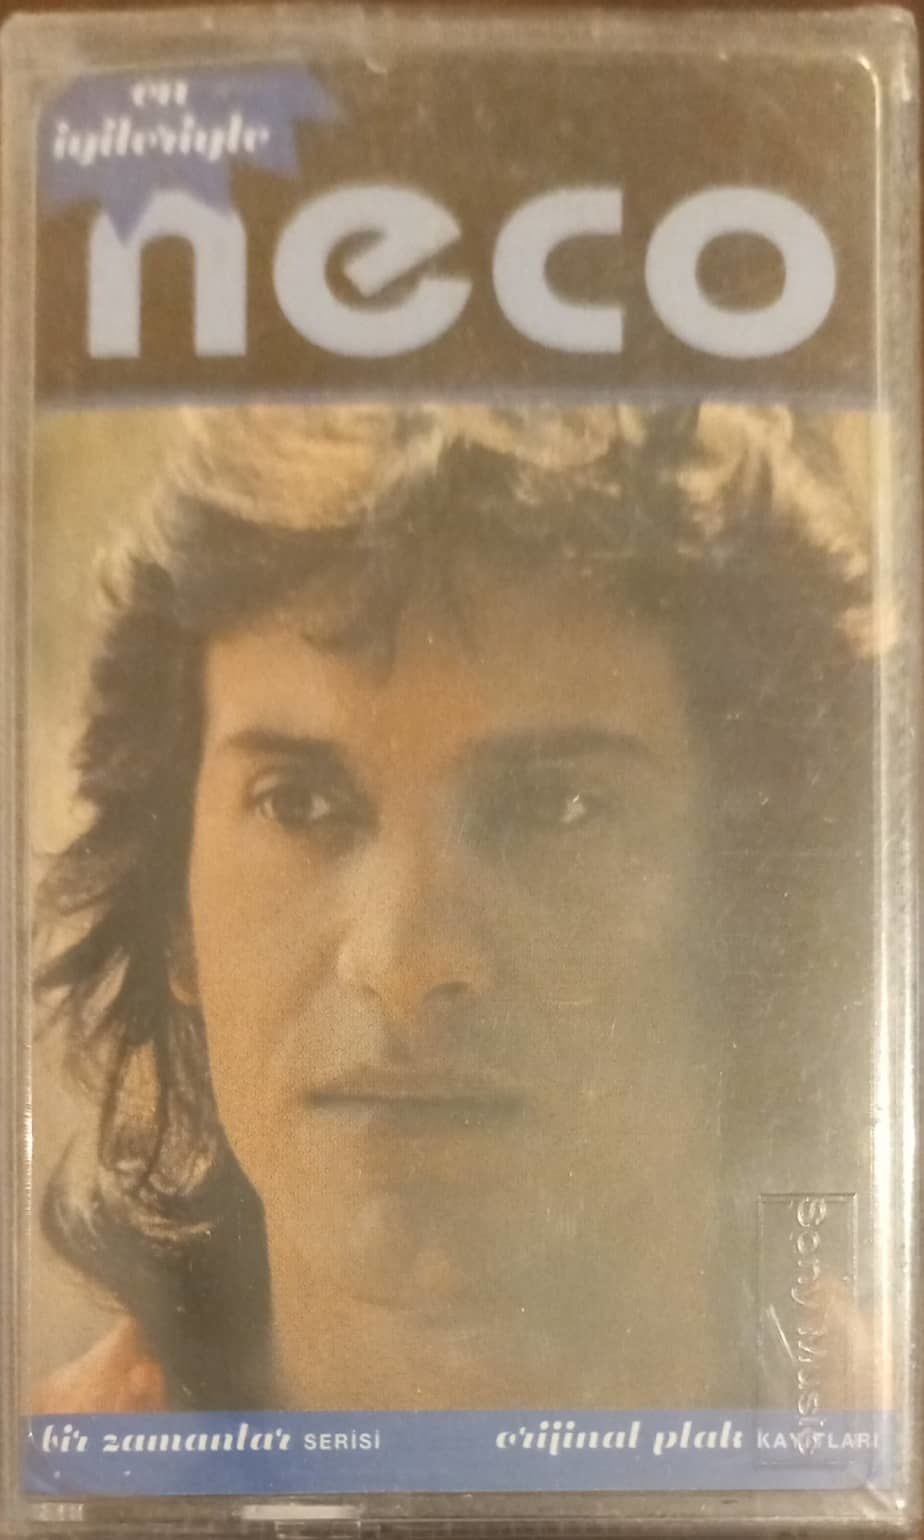 en
iyileriyle
neco
Sony Music
bir zamanlar SERİSİ
orijinal plak KAYITLARI